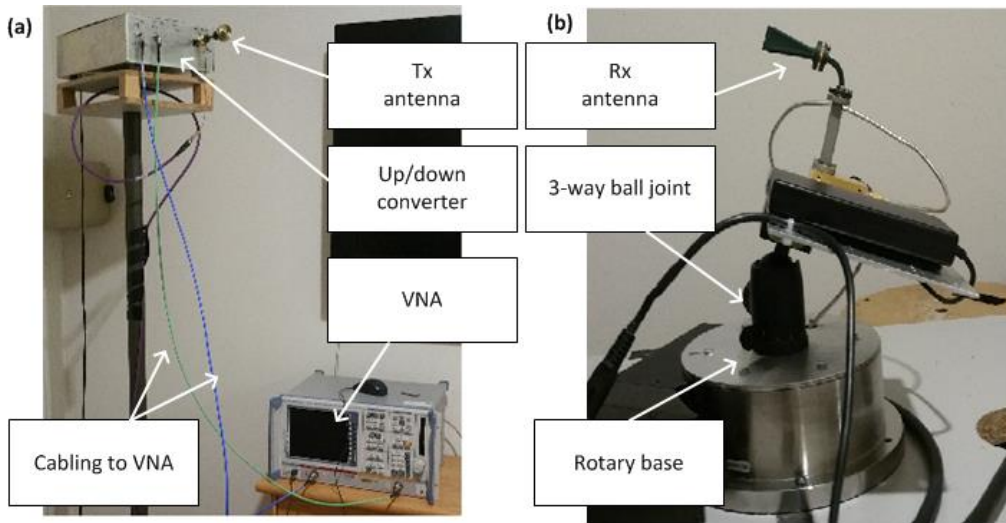 (a)
Tx
antenna
Up/down
converter
VNA
Cabling to VNA
(b)
Rx
antenna
3-way ball joint
Rotary base